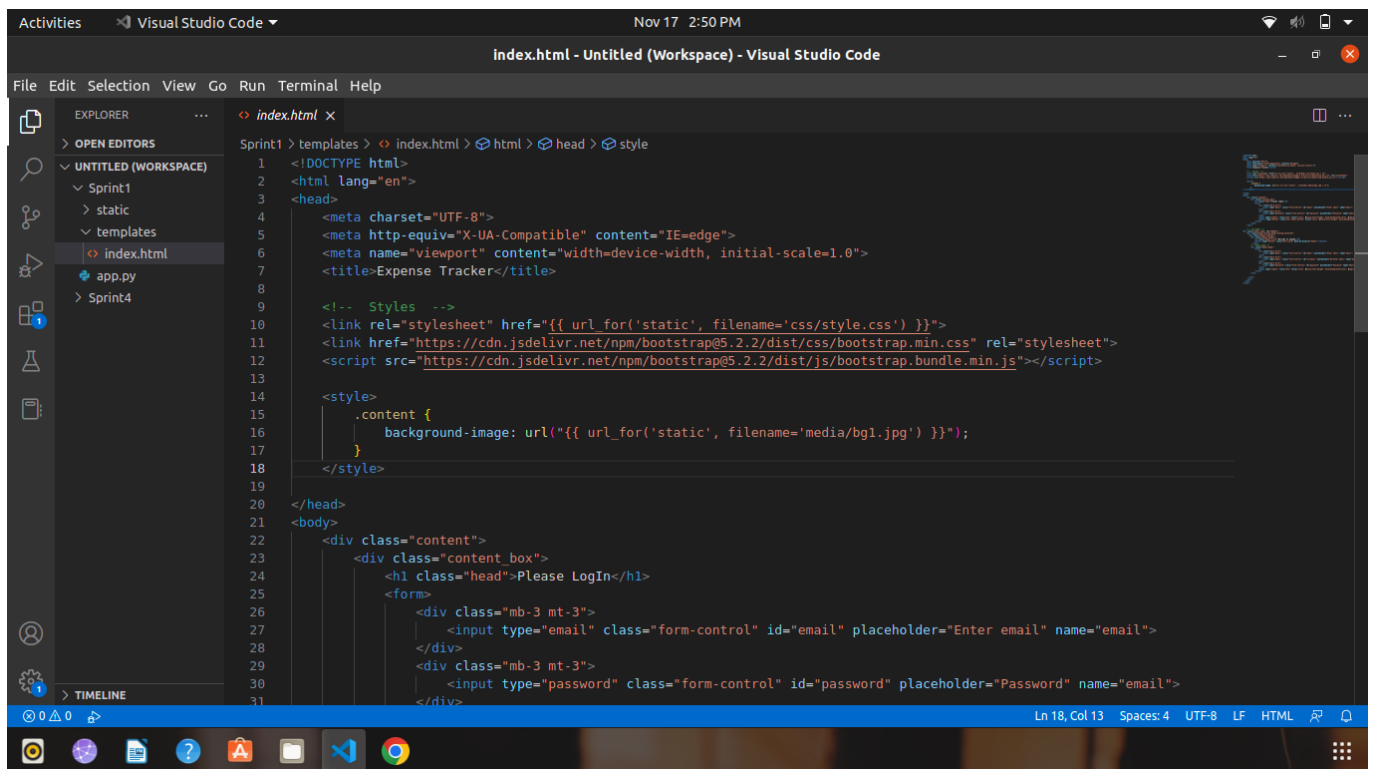 Activities Visual Studio Code Nov 17 2:50 PM
index.html - Untitled (Workspace) - Visual Studio Code
File Edit Selection View Go Run Terminal Help
EXPLORER
OPEN EDITORS
UNTITLED (WORKSPACE)
Sprint1
static
templates
<> index.html
app.py
Sprint4
TIMELINE
1
1
<> index.html
Sprint1 > templates > <> index.html > html > head > style
1 <!DOCTYPE html>
2 <html lang="en">
3 <head>
4     <meta charset="UTF-8">
5     <meta http-equiv="X-UA-Compatible" content="IE=edge">
6     <meta name="viewport" content="width=device-width, initial-scale=1.0">
7     <title>Expense Tracker</title>
8
9     <!--  Styles  -->
10     <link rel="stylesheet" href="{{ url_for('static', filename='css/style.css') }}">
11     <link href="https://cdn.jsdelivr.net/npm/bootstrap@5.2.2/dist/css/bootstrap.min.css" rel="stylesheet">
12     <script src="https://cdn.jsdelivr.net/npm/bootstrap@5.2.2/dist/js/bootstrap.bundle.min.js"></script>
13
14     <style>
15         .content {
16             background-image: url("{{ url_for('static', filename='media/bg1.jpg') }}");
17         }
18     </style>
19
20 </head>
21 <body>
22     <div class="content">
23         <div class="content_box">
24             <h1 class="head">Please LogIn</h1>
25             <form>
26                 <div class="mb-3 mt-3">
27                     <input type="email" class="form-control" id="email" placeholder="Enter email" name="email">
28                 </div>
29                 <div class="mb-3 mt-3">
30                     <input type="password" class="form-control" id="password" placeholder="Password" name="email">
31                 </div>
0 0 Ln 18, Col 13 Spaces: 4 UTF-8 LF HTML